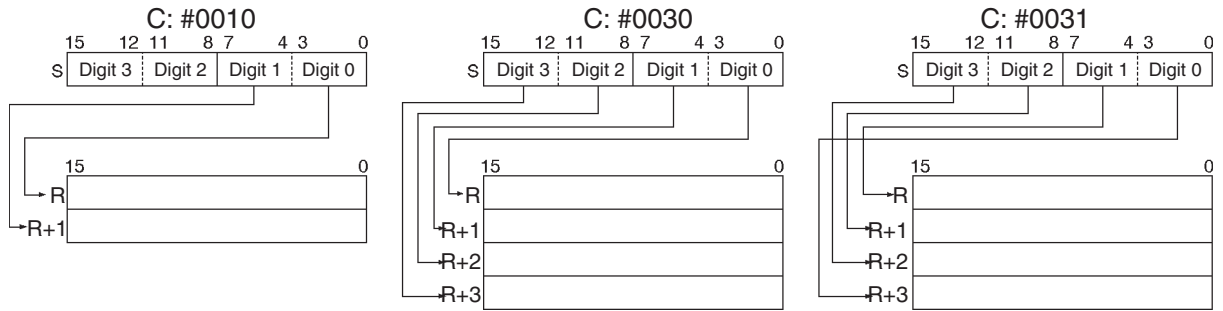 C: #0010 C: #0030 C: #0031
15 12 11 8 7 4 3 0 15 12 11 8 7 4 3 0 15 12 11 8 7 4 3 0
S Digit 3 Digit 2 Digit 1 Digit 0 S Digit 3 Digit 2 Digit 1 Digit 0 S Digit 3 Digit 2 Digit 1 Digit 0
15 0 15 0 15 0
R R R
R+1 R+1 R+1
R+2 R+2
R+3 R+3